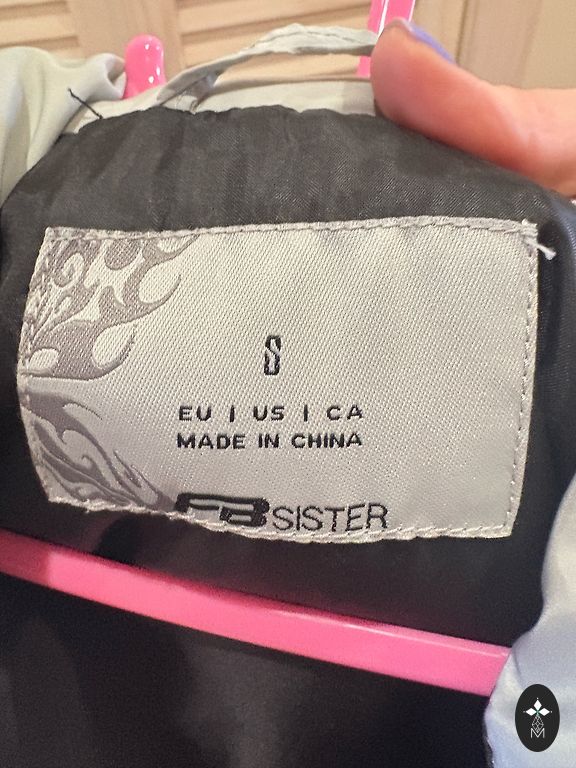 S
EU | US | CA
MADE IN CHINA
FB SISTER